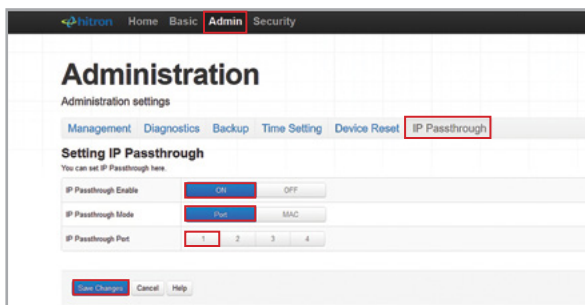 hitron Home Basic Admin Security
Administration
Administration settings
Management Diagnostics Backup Time Setting Device Reset IP Passthrough
Setting IP Passthrough
You can set IP Passthrough here.
IP Passthrough Enable ON OFF
IP Passthrough Mode Port MAC
IP Passthrough Port 1 2 3 4
Save Changes Cancel Help